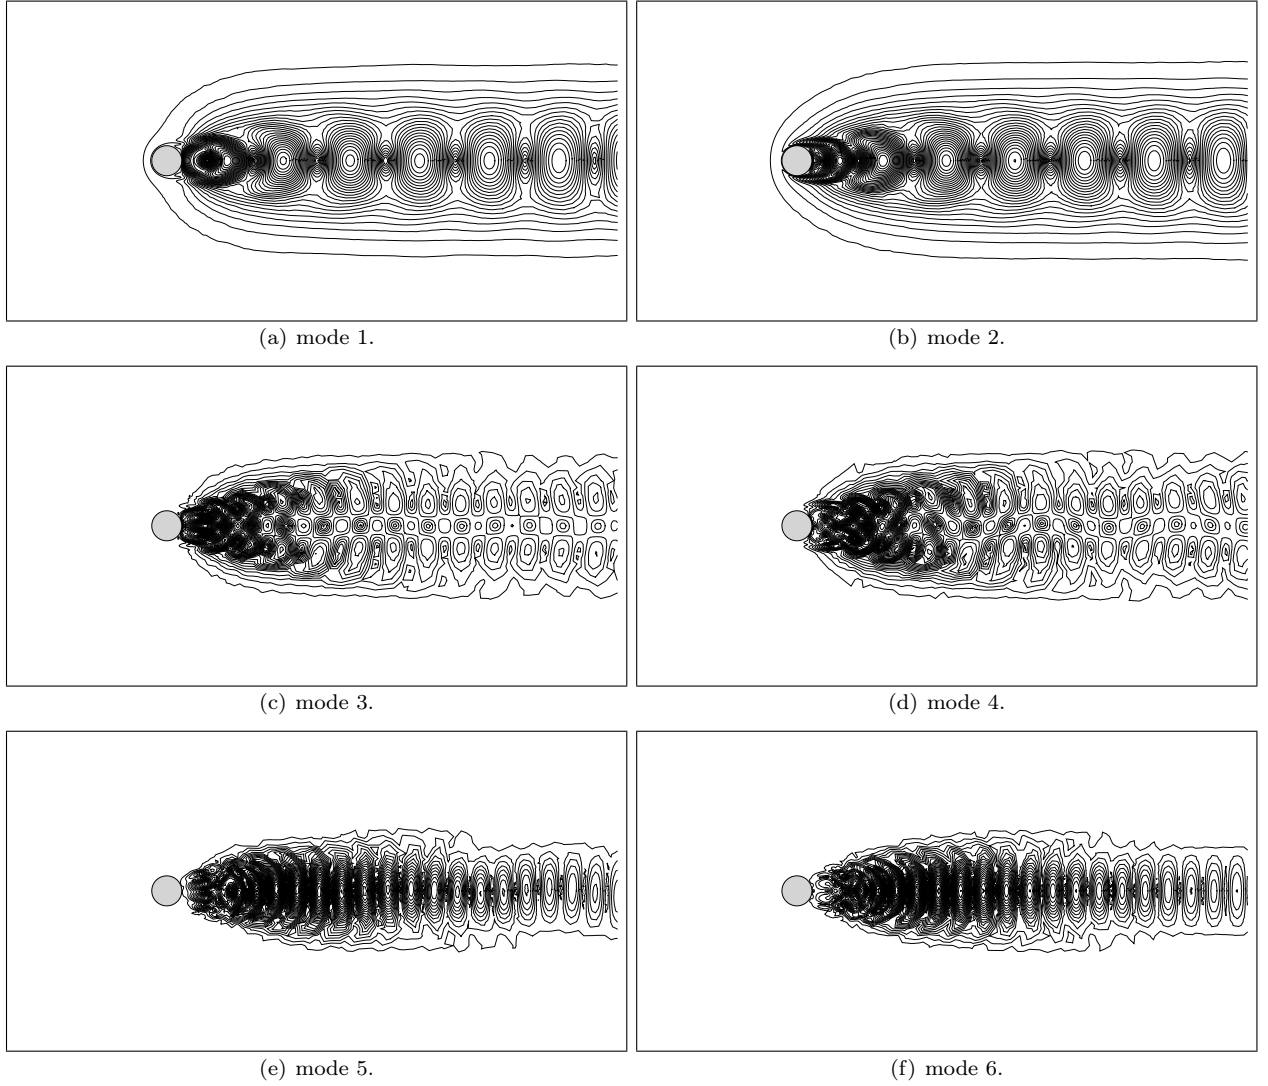 (a) mode 1.
(b) mode 2.
(c) mode 3.
(d) mode 4.
(e) mode 5.
(f) mode 6.